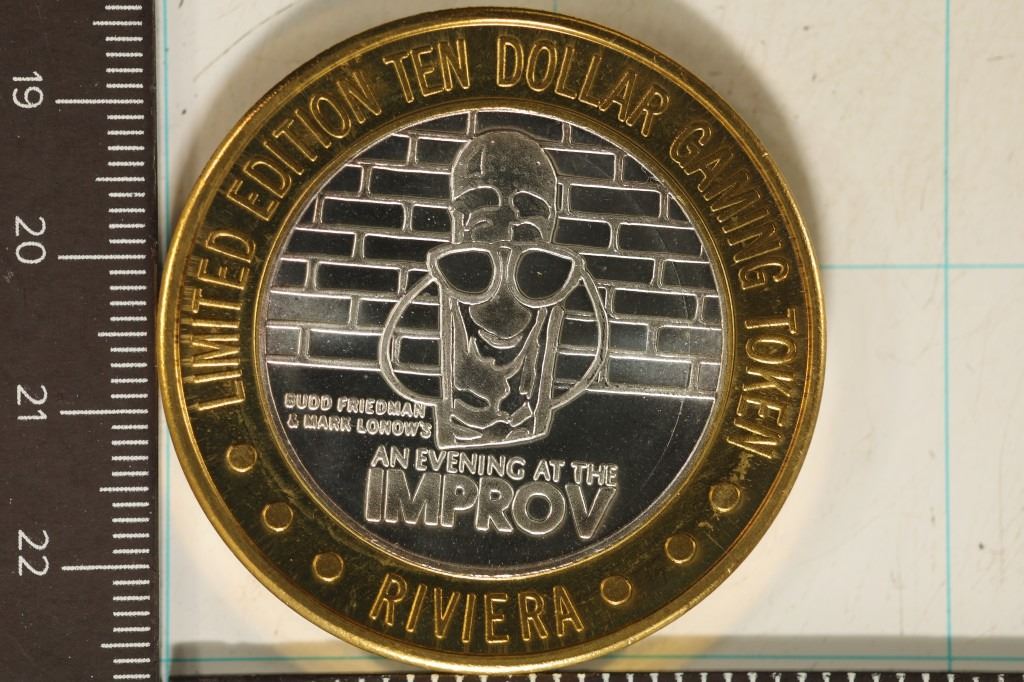 LIMITED EDITION TEN DOLLAR GAMING TOKEN
BUDD FRIEDMAN
& MARK LONOW'S
AN EVENING AT THE
IMPROV
RIVIERA
19
20
21
22